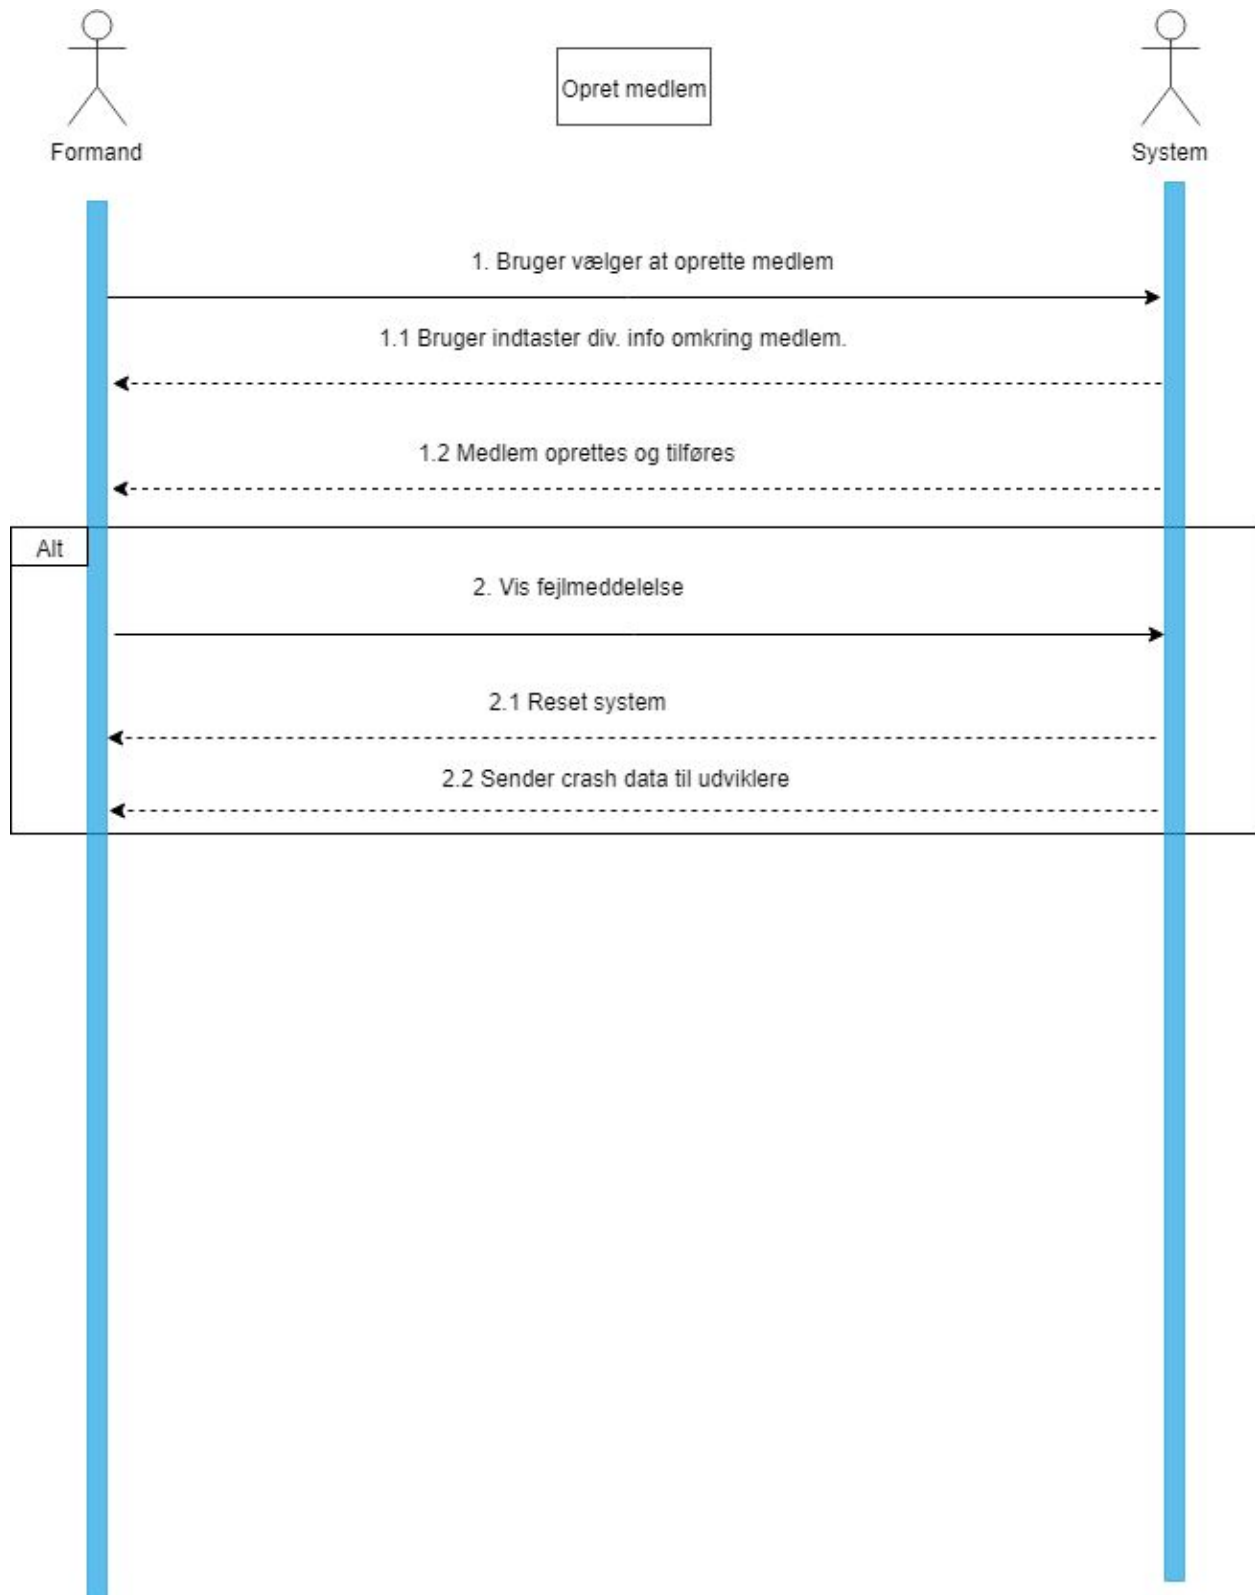 Opret medlem
Formand
System
1. Bruger vælger at oprette medlem
1.1 Bruger indtaster div. info omkring medlem.
1.2 Medlem oprettes og tilføres
Alt
2. Vis fejlmeddelelse
2.1 Reset system
2.2 Sender crash data til udviklere